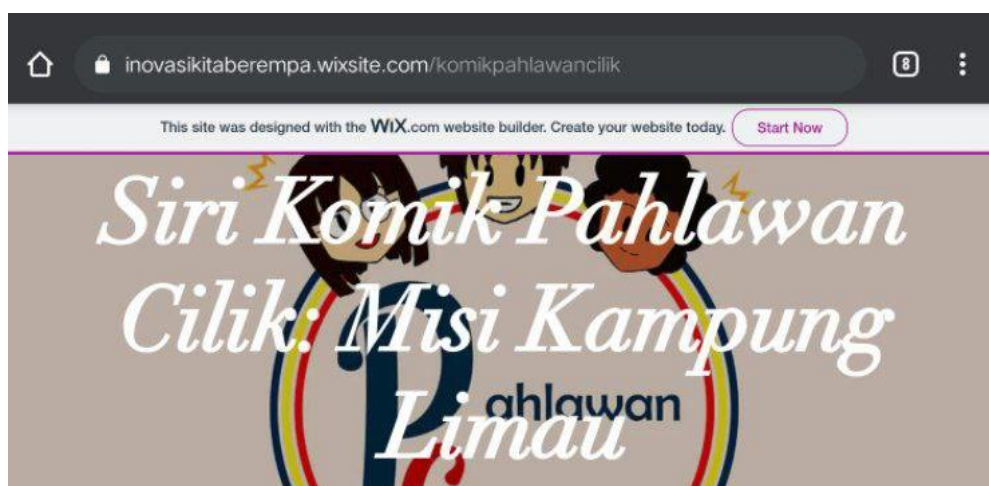 inovasikitaberempa.wixsite.com/komikpahlawancilik
8
This site was designed with the WiX.com website builder. Create your website today.
Start Now
Siri Komik Pahlawan
Cilik: Misi Kampung
Limau
Pahlawan